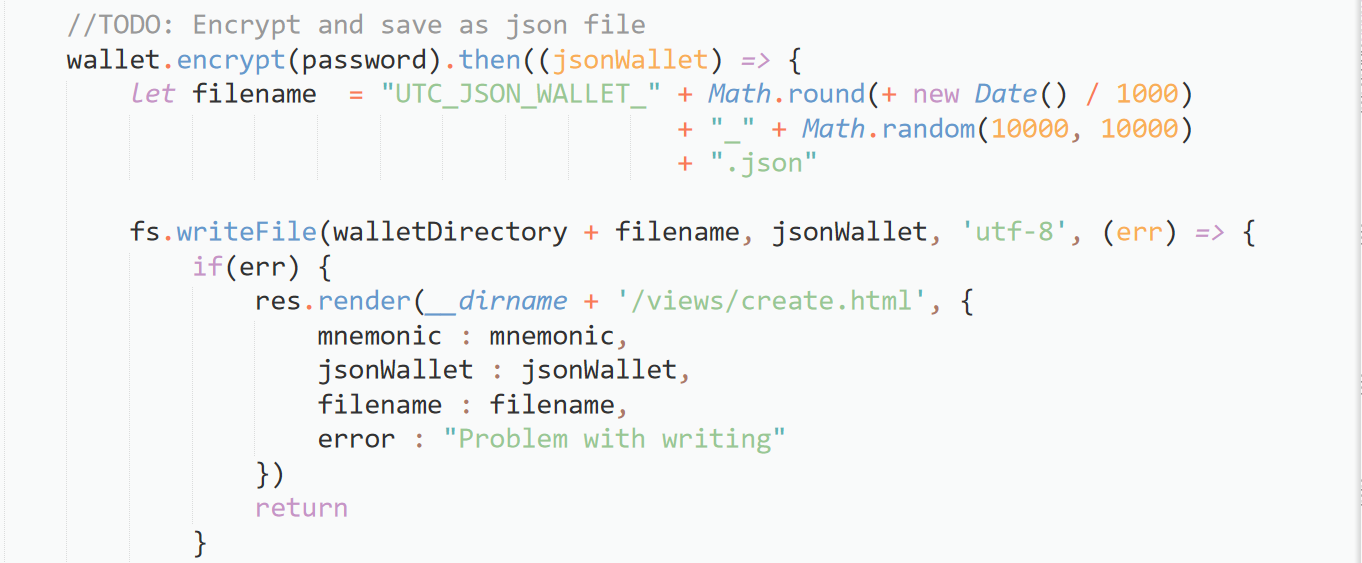 //TODO: Encrypt and save as json file
wallet.encrypt(password).then((jsonWallet) => {
let filename = "UTC_JSON_WALLET_" + Math.round(+ new Date() / 1000)
+ "_" + Math.random(10000, 10000)
+ ".json"
fs.writeFile(walletDirectory + filename, jsonWallet, 'utf-8', (err) => {
if(err) {
res.render(__dirname + '/views/create.html', {
mnemonic : mnemonic,
jsonWallet : jsonWallet,
filename : filename,
error : "Problem with writing"
})
return
}